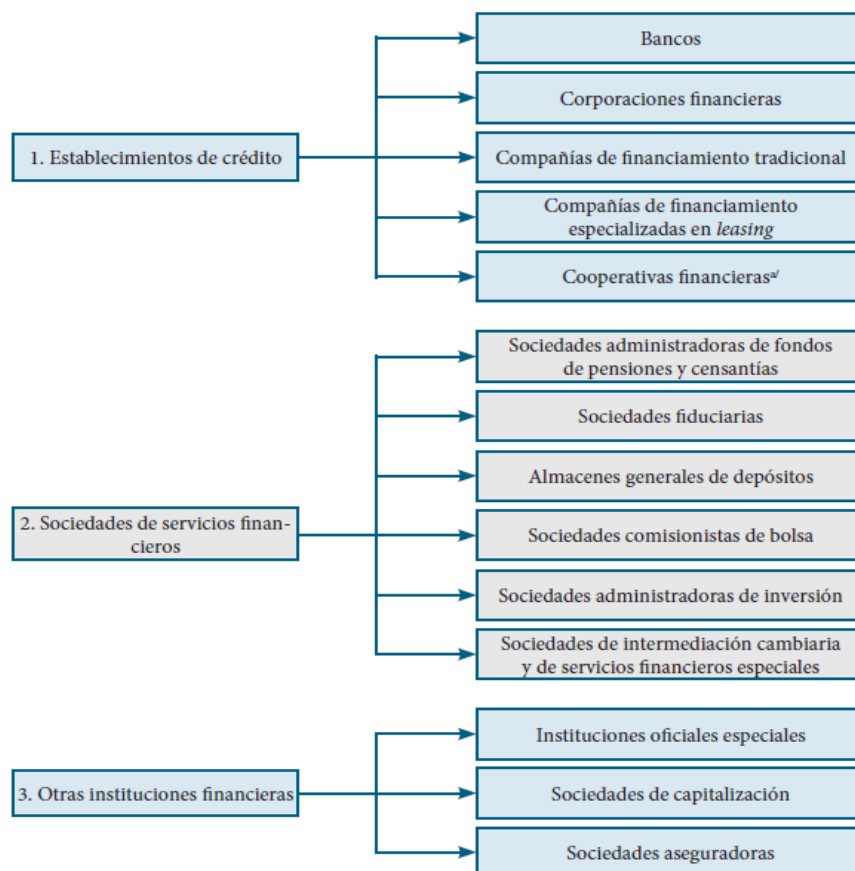 Bancos
Corporaciones financieras
1. Establecimientos de crédito
Compañías de financiamiento tradicional
Compañías de financiamiento
especializadas en leasing
Cooperativas financierasa/
Sociedades administradoras de fondos
de pensiones y censantías
Sociedades fiduciarias
Almacenes generales de depósitos
2. Sociedades de servicios finan-
cieros
Sociedades comisionistas de bolsa
Sociedades administradoras de inversión
Sociedades de intermediación cambiaria
y de servicios financieros especiales
Instituciones oficiales especiales
3. Otras instituciones financieras
Sociedades de capitalización
Sociedades aseguradoras